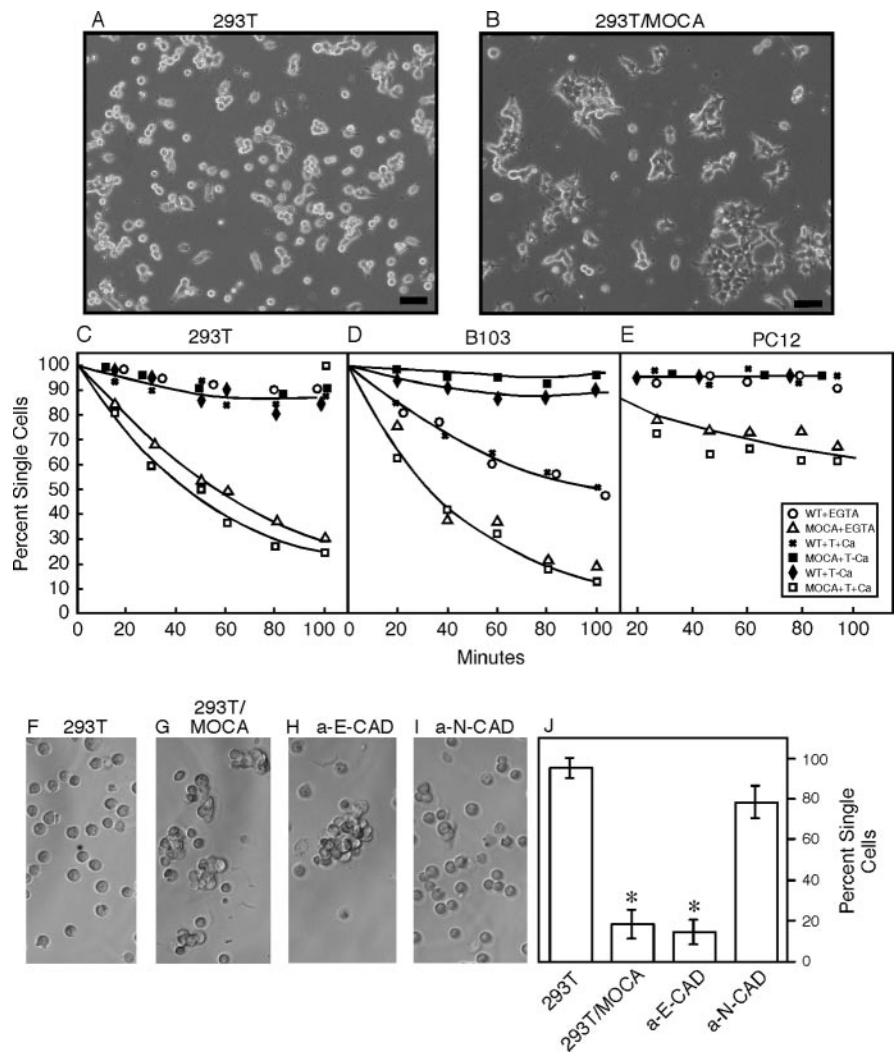 A 293T
B 293T/MOCA
C 293T
D B103
E PC12
Percent Single Cells
100
90
80
70
60
50
40
30
20
10
0
0 20 40 60 80 100
0 20 40 60 80 100
20 40 60 80 100
Minutes
WT+EGTA
MOCA+EGTA
WT+T+Ca
MOCA+T-Ca
WT+T-Ca
MOCA+T+Ca
F 293T
G 293T/
MOCA
H a-E-CAD
I a-N-CAD
J
*
*
100
80
60
40
20
0
Percent Single
Cells
293T
293T/MOCA
a-E-CAD
a-N-CAD